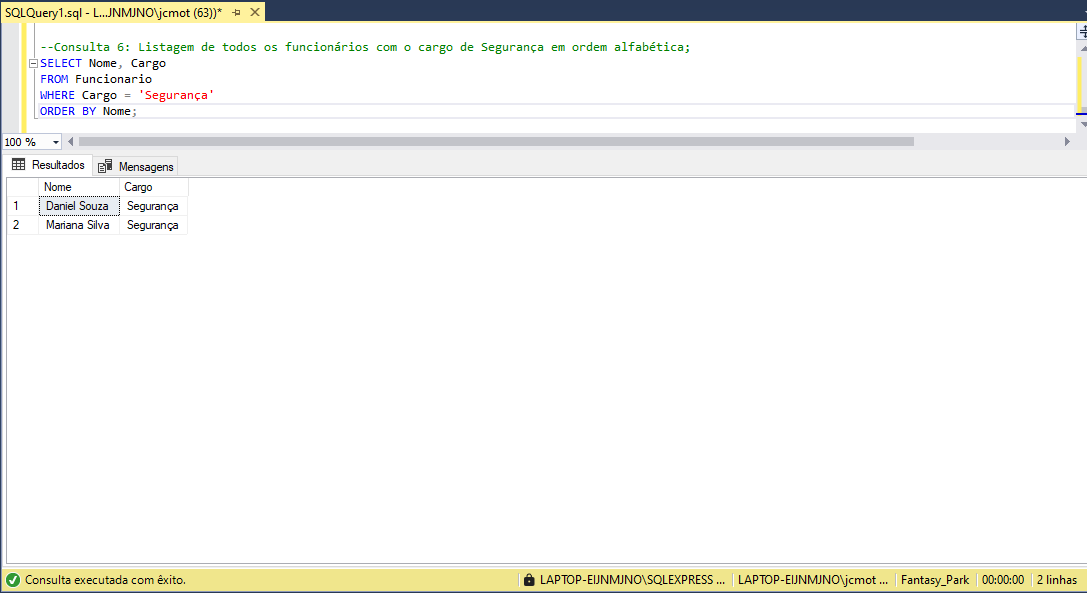 SQLQuery1.sql - L...JNMJNO\jcmot (63))*
--Consulta 6: Listagem de todos os funcionários com o cargo de Segurança em ordem alfabética;
SELECT Nome, Cargo
FROM Funcionario
WHERE Cargo = 'Segurança'
ORDER BY Nome;
100 %
Resultados Mensagens
Nome Cargo
1 Daniel Souza Segurança
2 Mariana Silva Segurança
Consulta executada com êxito. LAPTOP-EIJNMJNO\SQLEXPRESS ... LAPTOP-EIJNMJNO\jcmot ... Fantasy_Park 00:00:00 2 linhas